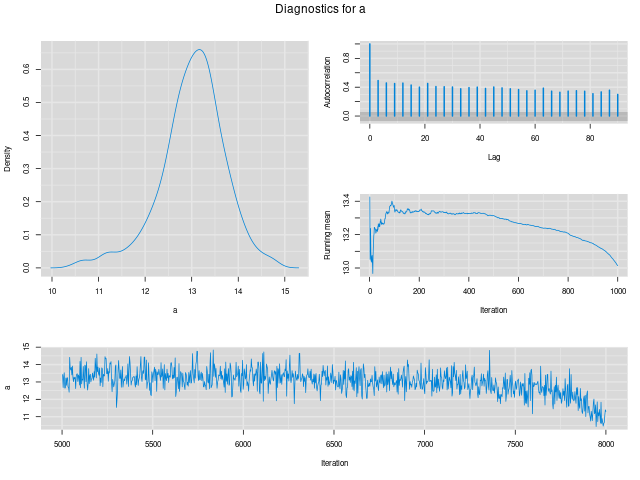 Diagnostics for a
Density
0.0 0.1 0.2 0.3 0.4 0.5 0.6
10 11 12 13 14 15
a
Autocorrelation
0.0 0.4 0.8
0 20 40 60 80
Lag
Running mean
13.0 13.2 13.4
0 200 400 600 800 1000
Iteration
a
11 12 13 14 15
5000 5500 6000 6500 7000 7500 8000
Iteration